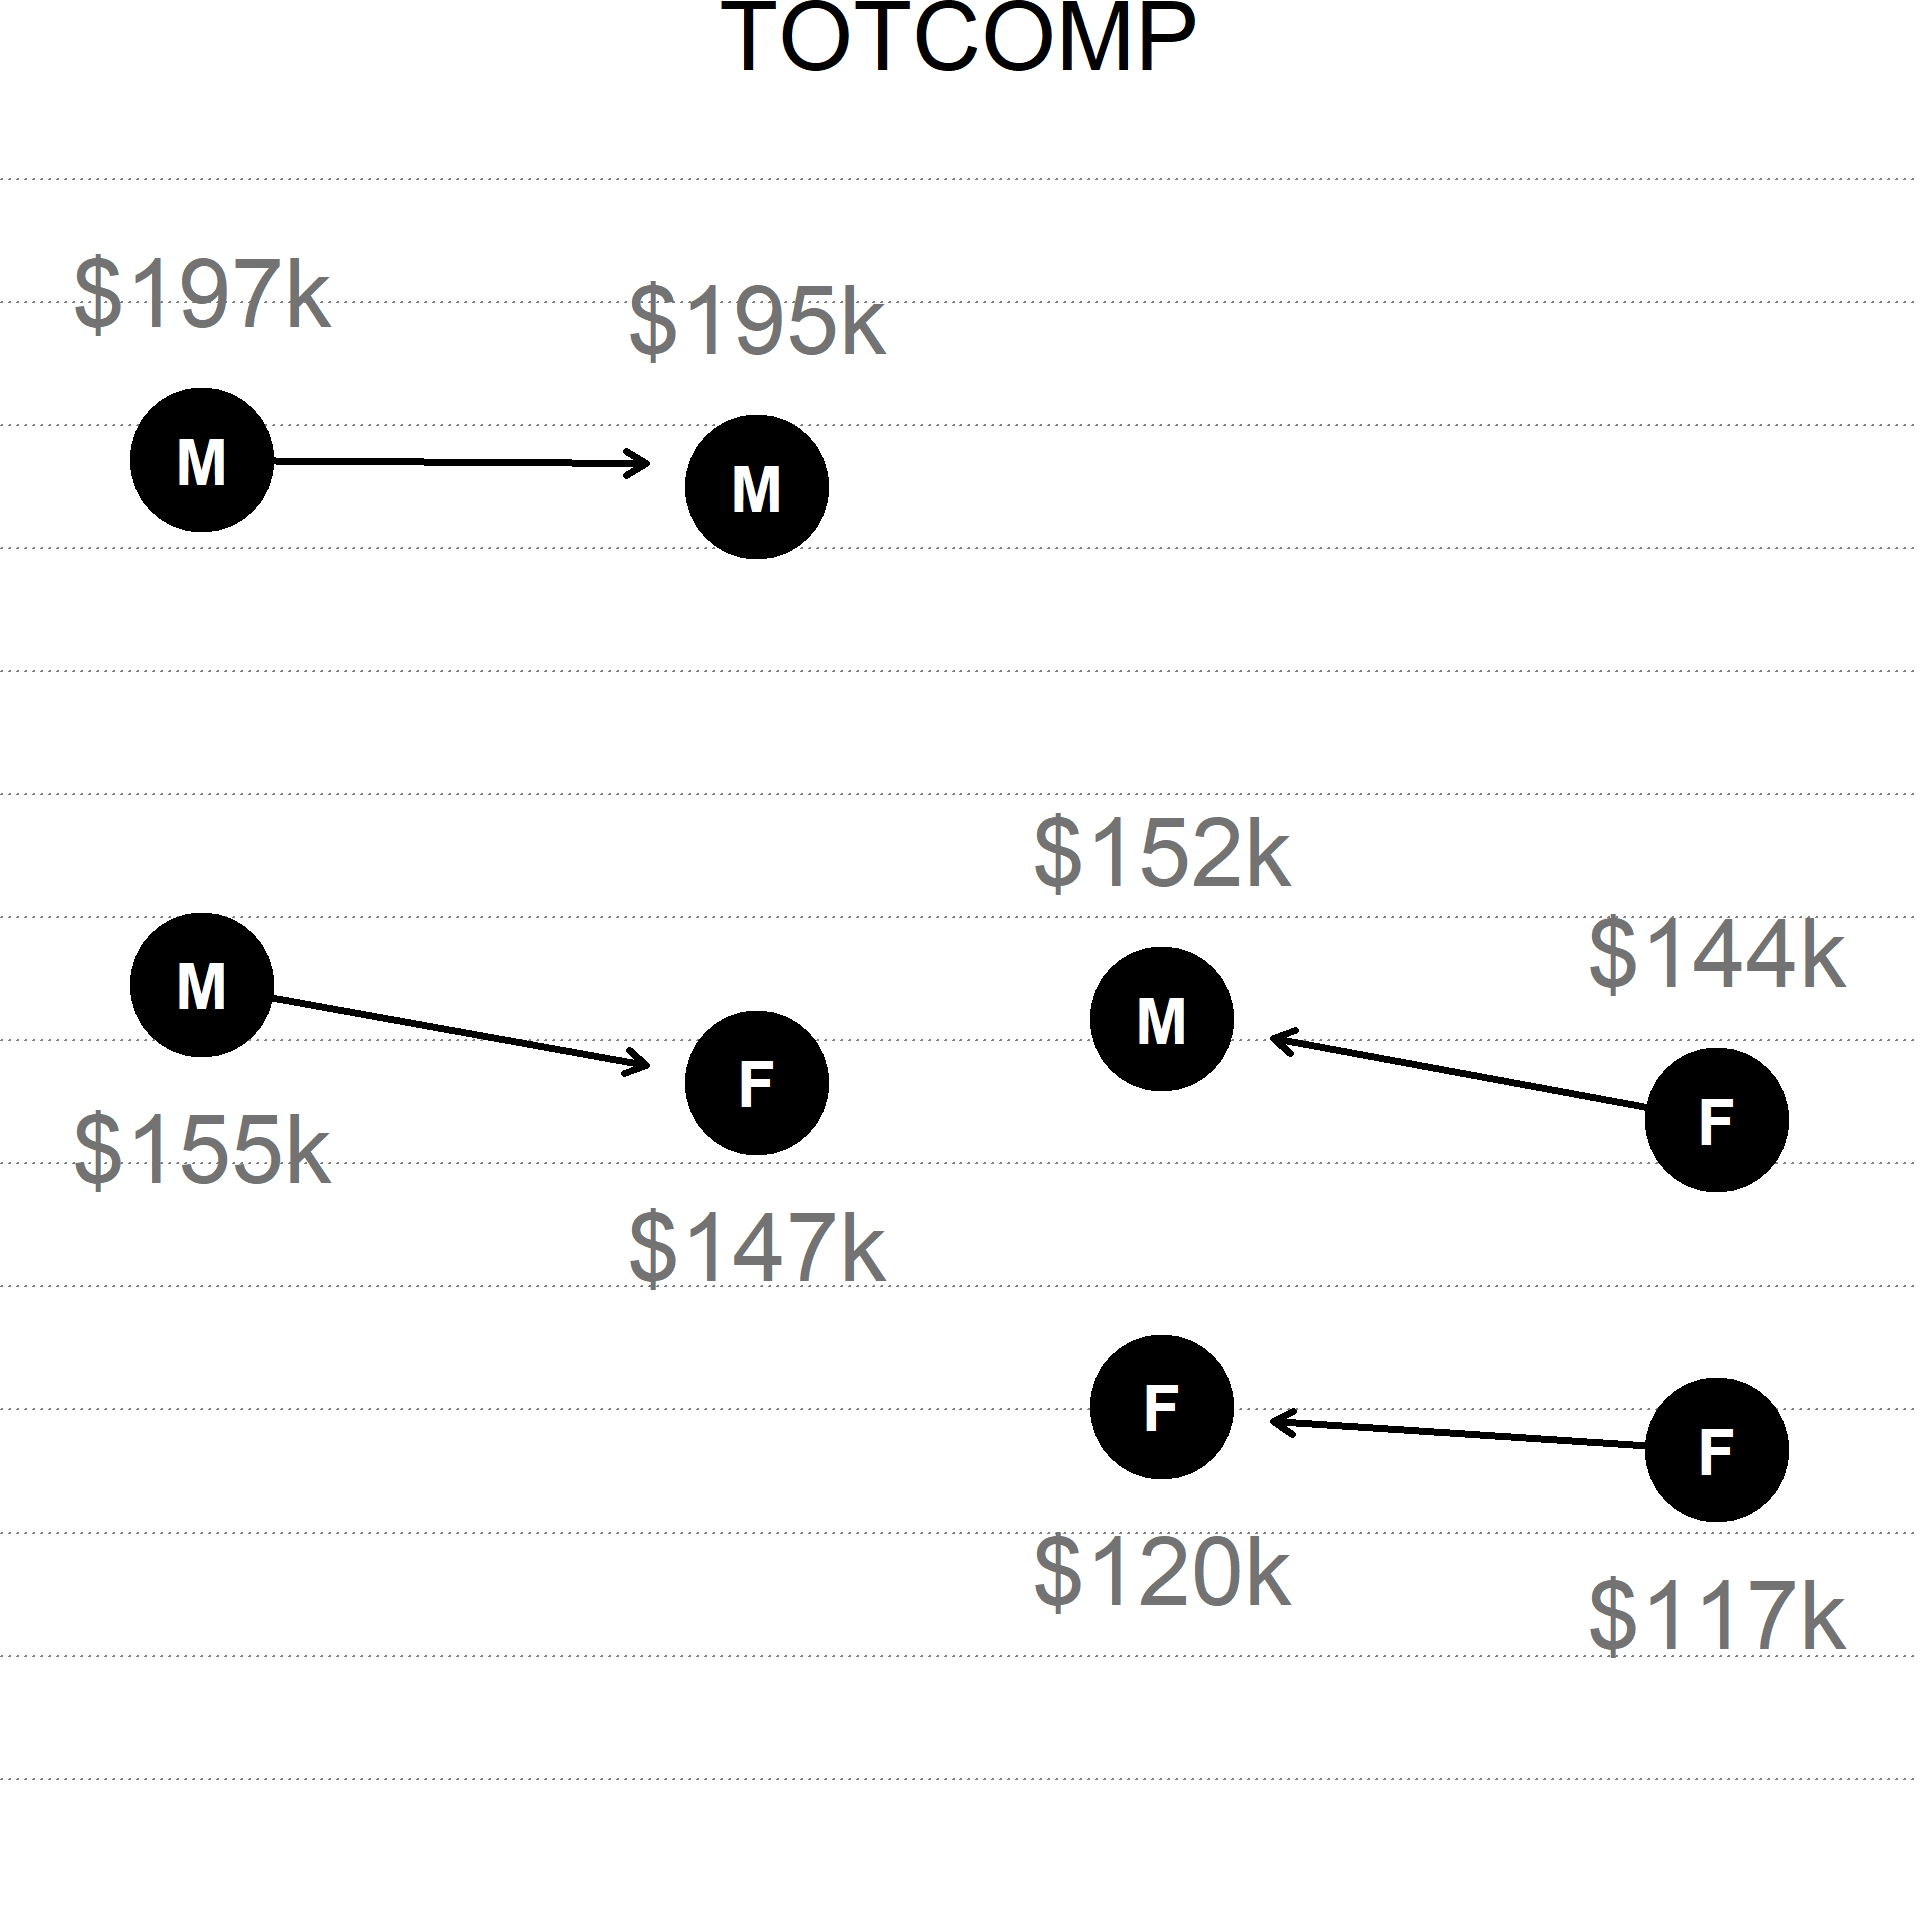 TOTCOMP
$197k
$195k
M
M
$152k
$144k
M
M
F
F
$155k
$147k
F
F
$120k
$117k